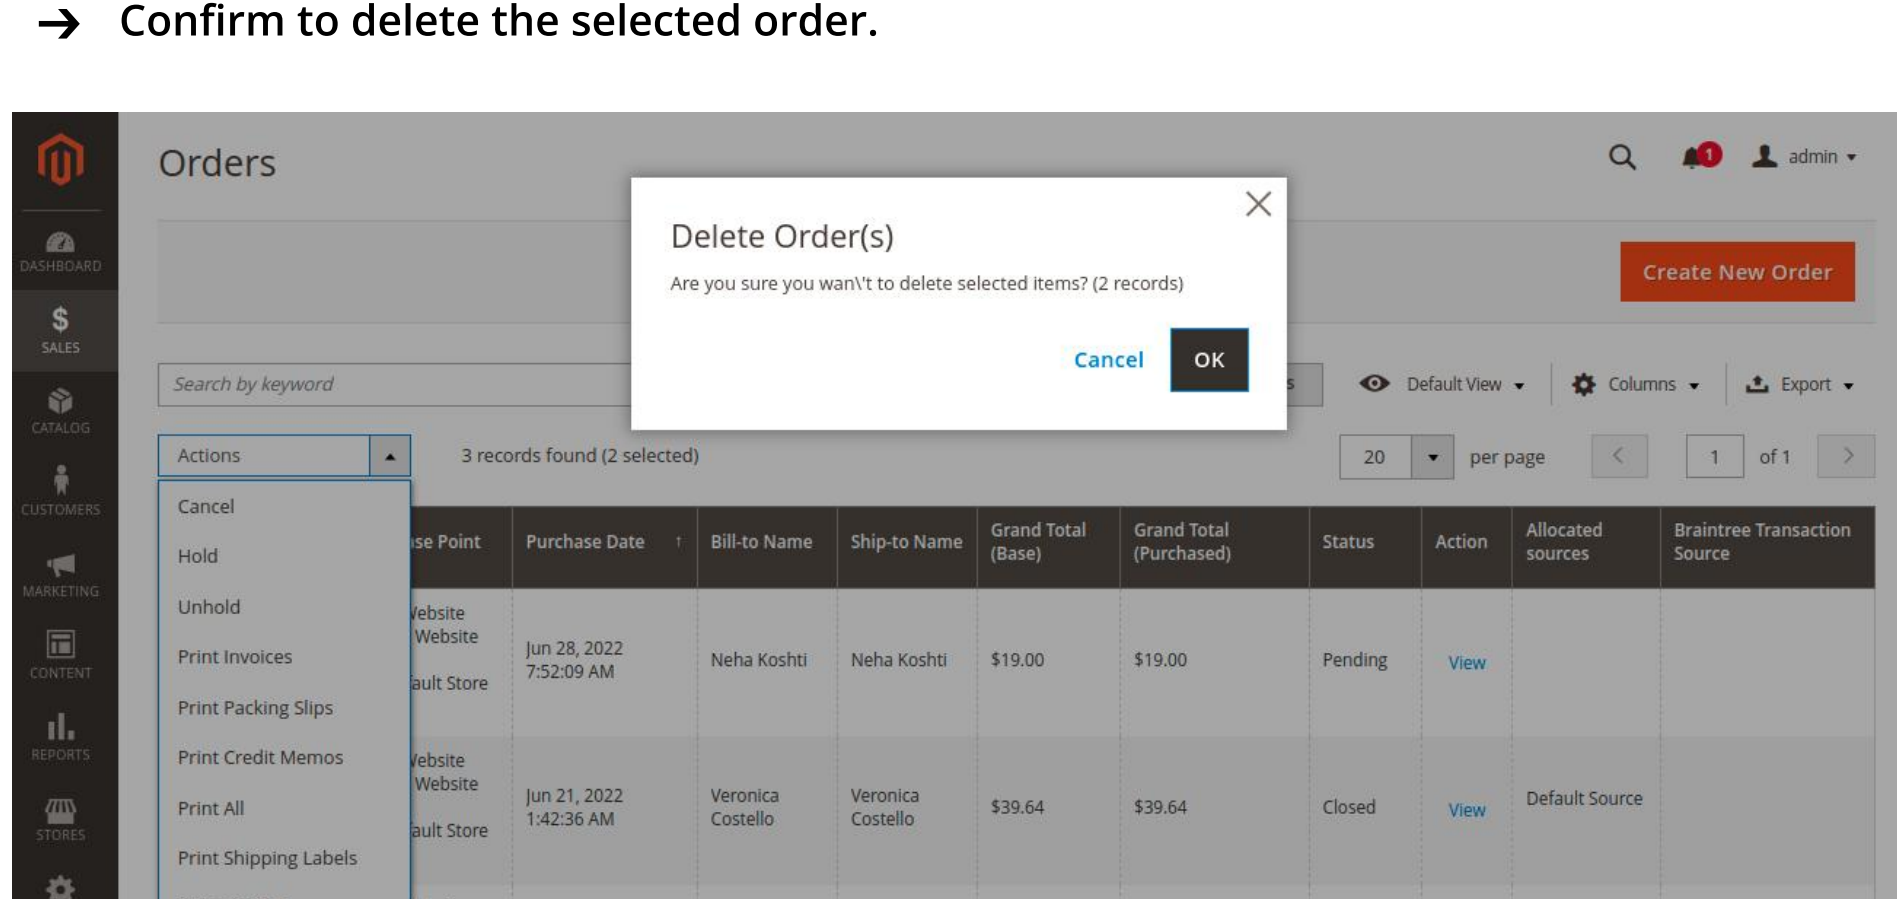 → Confirm to delete the selected order.
Orders
1
admin
Delete Order(s)
Are you sure you wan\'t to delete selected items? (2 records)
Cancel
OK
Create New Order
DASHBOARD
$
SALES
CATALOG
CUSTOMERS
MARKETING
CONTENT
REPORTS
STORES
Search by keyword
s
Default View
Columns
Export
Actions
3 records found (2 selected)
20
per page
<
1
of 1
>
Cancel
Hold
Unhold
Print Invoices
Print Packing Slips
Print Credit Memos
Print All
Print Shipping Labels
Point
Purchase Date ↑
Bill-to Name
Ship-to Name
Grand Total
(Base)
Grand Total
(Purchased)
Status
Action
Allocated
sources
Braintree Transaction
Source
Website
Store
Jun 28, 2022
7:52:09 AM
Neha Koshti
Neha Koshti
$19.00
$19.00
Pending
View
Website
Store
Jun 21, 2022
1:42:36 AM
Veronica
Costello
Veronica
Costello
$39.64
$39.64
Closed
View
Default Source